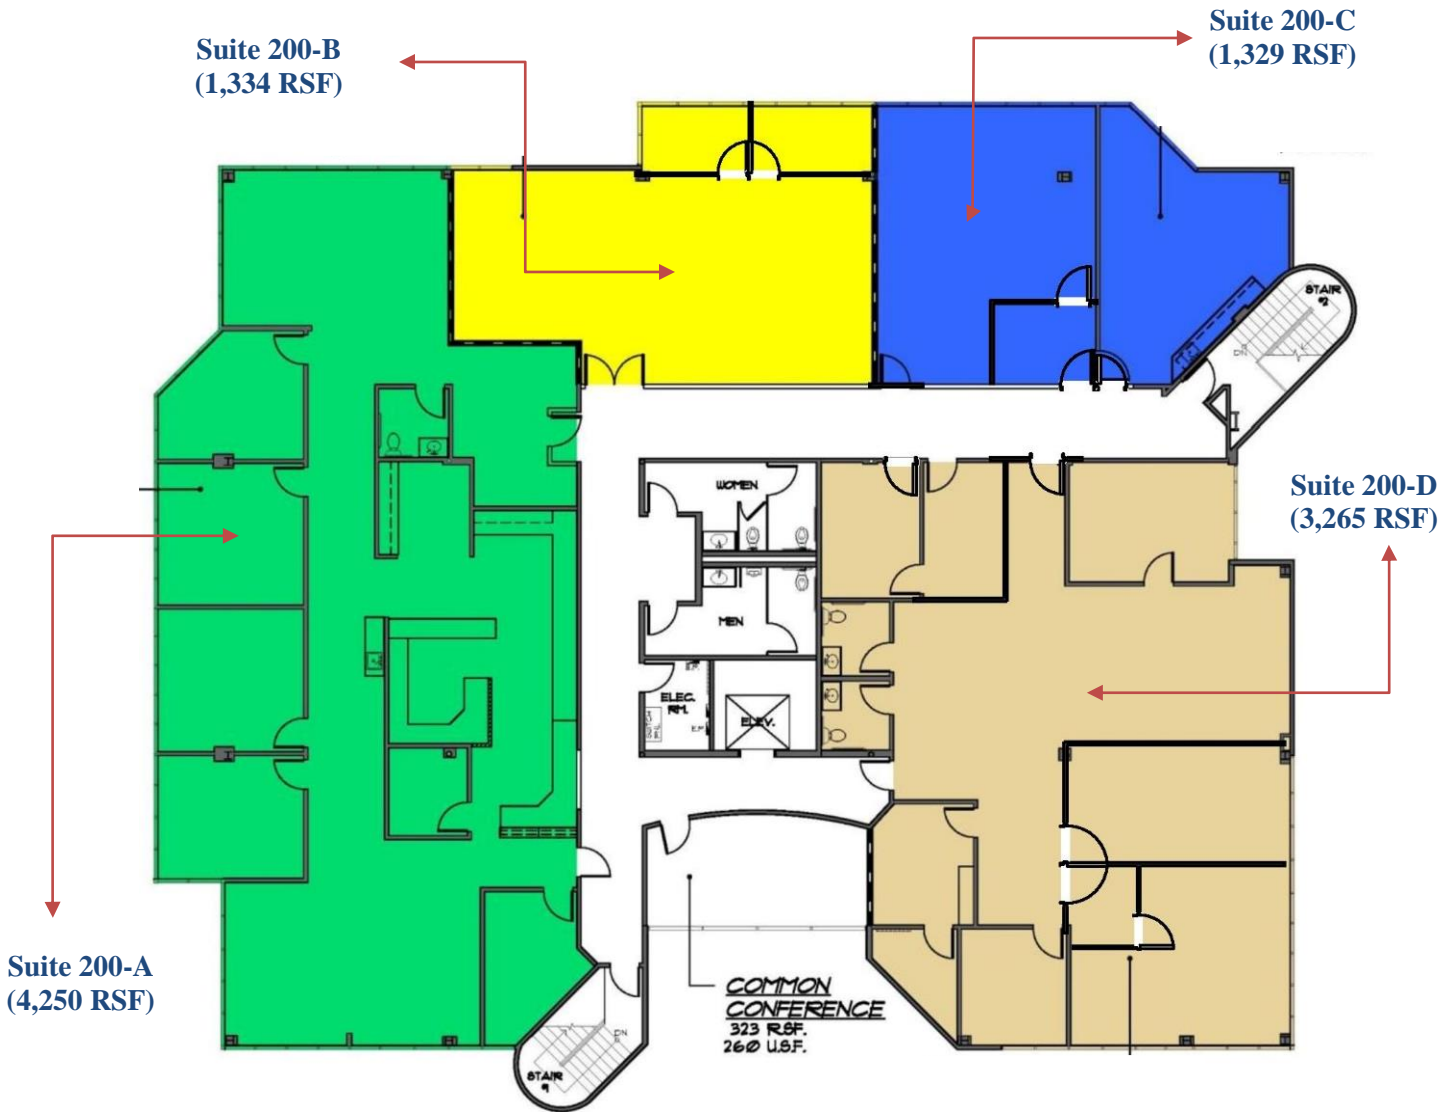 Suite 200-B
(1,334 RSF)
Suite 200-C
(1,329 RSF)
STAIR
#2
Suite 200-D
(3,265 RSF)
WOMEN
MEN
ELEC.
RM.
ELEV.
Suite 200-A
(4,250 RSF)
COMMON
CONFERENCE
323 R.S.F.
260 U.S.F.
STAIR
#1